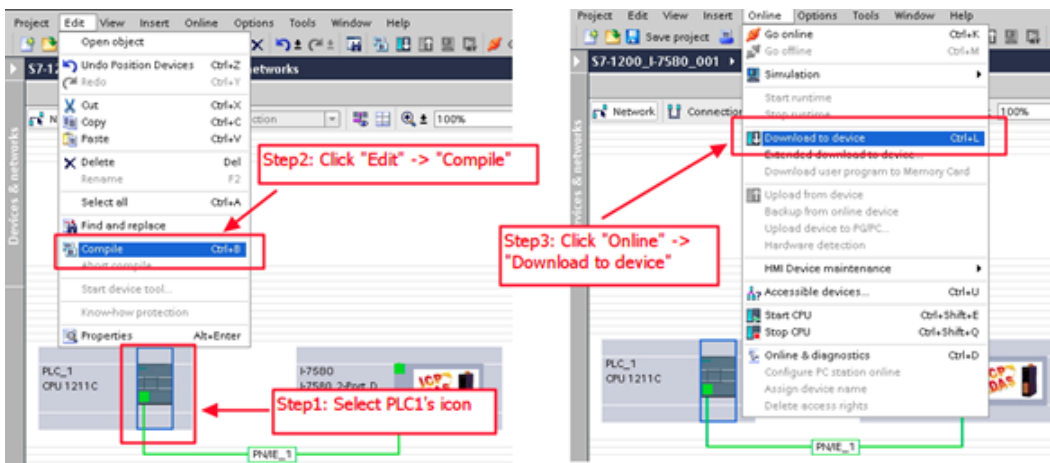 Project Edit View Insert Online Options Tools Window Help
Open object
Undo Position Devices Ctrl+Z
Redo Ctrl+Y
Cut Ctrl+X
Copy Ctrl+C
Paste Ctrl+V
Delete Del
Rename F2
Select all Ctrl+A
Find and replace
Compile Ctrl+B
Abort compile
Start device tool...
Know-how protection
Properties Alt+Enter
S7-12
etworks
N
ction
100%
Devices & networks
Step2: Click "Edit" -> "Compile"
PLC_1
CPU 1211C
I-7580
I-7580, 2-Port, D
ICP
Step1: Select PLC1's icon
PN/IE_1
Project Edit View Insert Online Options Tools Window Help
Save project
S7-1200_I-7580_001
Network Connection
100%
Go online Ctrl+K
Go offline Ctrl+M
Simulation
Start runtime
Stop runtime
Download to device Ctrl+L
Extended download to device...
Download user program to Memory Card
Upload from device
Backup from online device
Upload device to PG/PC...
Hardware detection
HMI Device maintenance
Accessible devices... Ctrl+U
Start CPU Ctrl+Shift+E
Stop CPU Ctrl+Shift+Q
Online & diagnostics Ctrl+D
Configure PC station online
Assign device name
Delete access rights
Step3: Click "Online" ->
"Download to device"
PLC_1
CPU 1211C
PN/IE_1